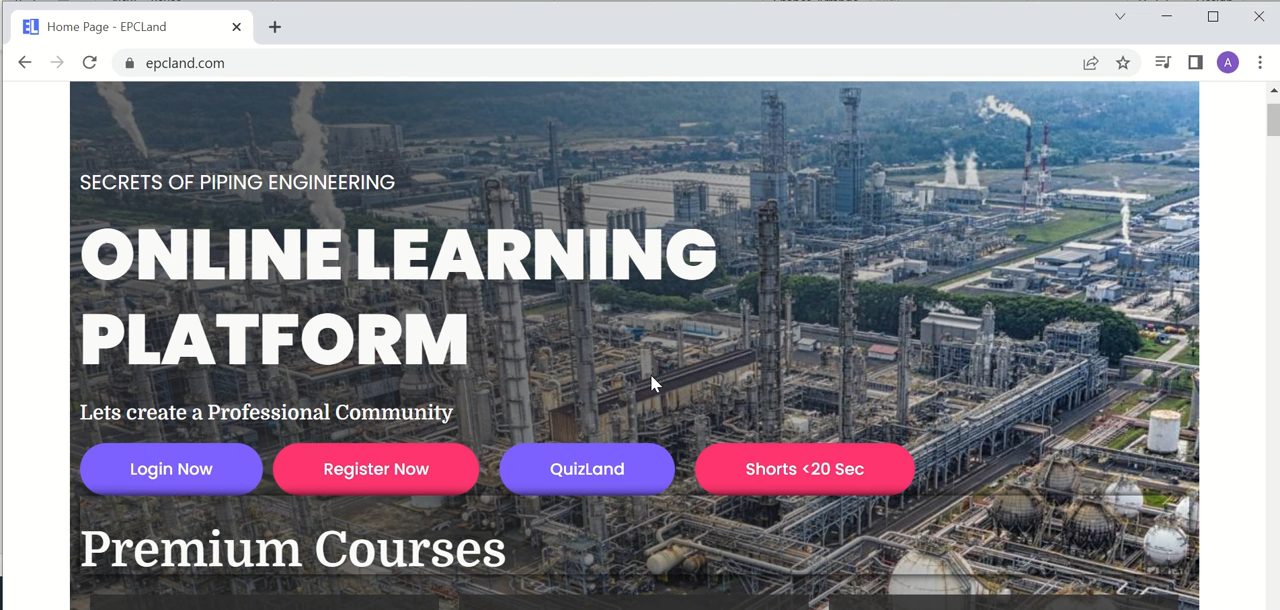 Home Page - EPCLand
epcland.com
A
SECRETS OF PIPING ENGINEERING
ONLINE LEARNING
PLATFORM
Lets create a Professional Community
Login Now
Register Now
QuizLand
Shorts <20 Sec
Premium Courses